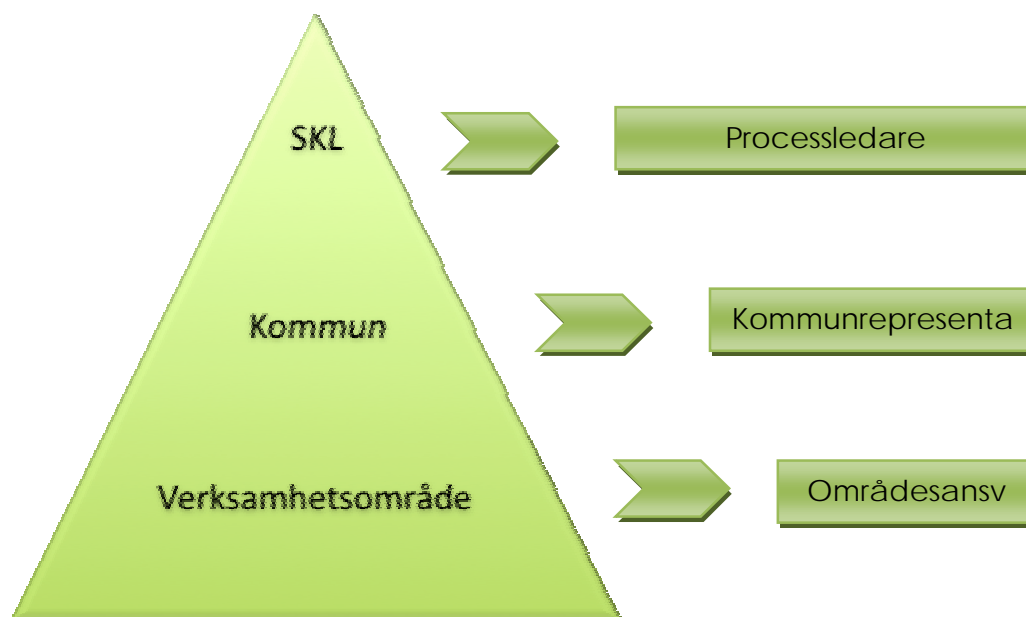 SKL
Processledare
Kommun
Kommunrepresenta
Verksamhetsområde
Områdesansv